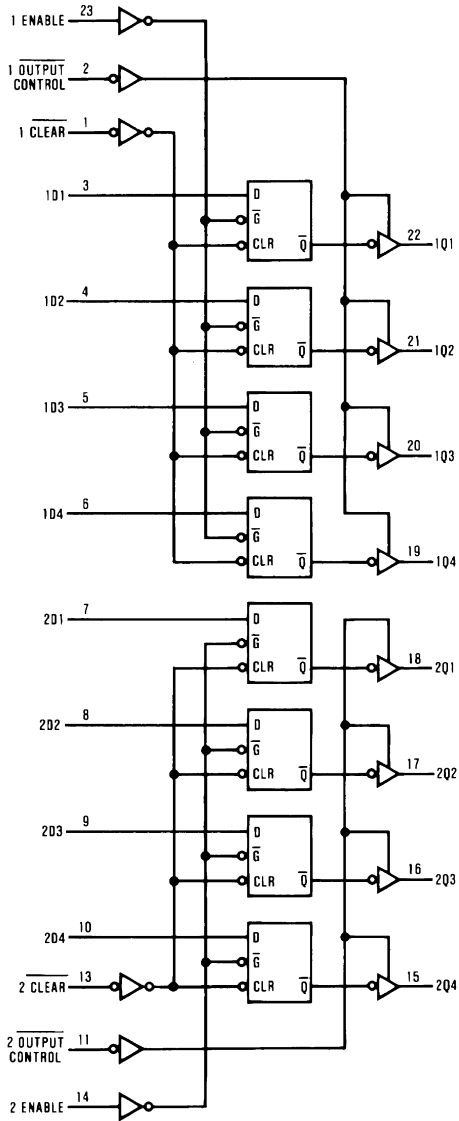 23
1 ENABLE
2
1 OUTPUT
CONTROL
1
1 CLEAR
3
1D1
D
G
CLR
Q
22
1Q1
4
1D2
D
G
CLR
Q
21
1Q2
5
1D3
D
G
CLR
Q
20
1Q3
6
1D4
D
G
CLR
Q
19
1Q4
7
2D1
D
G
CLR
Q
18
2Q1
8
2D2
D
G
CLR
Q
17
2Q2
9
2D3
D
G
CLR
Q
16
2Q3
10
2D4
D
G
CLR
Q
15
2Q4
13
2 CLEAR
11
2 OUTPUT
CONTROL
14
2 ENABLE